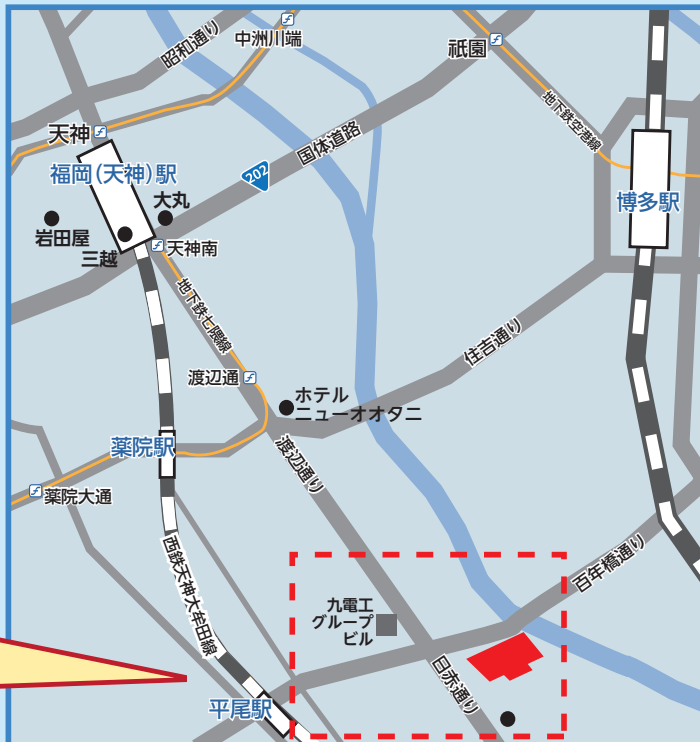 昭和通り
中洲川端
祇園
天神
地下鉄空港線
福岡(天神)駅
国体道路
202
大丸
博多駅
岩田屋
三越
天神南
地下鉄七隈線
住吉通り
渡辺通
ホテル
ニューオオタニ
薬院駅
渡辺通り
薬院大通
西鉄天神大牟田線
百年橋通り
九電工
グループ
ビル
日赤通り
平尾駅